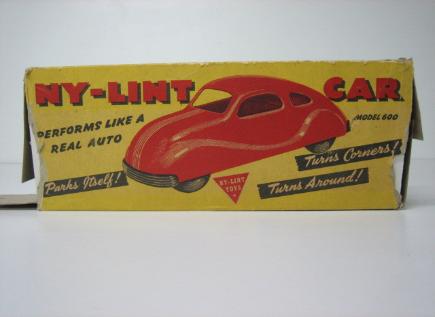 NY-LINT CAR
PERFORMS LIKE A
REAL AUTO
MODEL 600
Parks Itself!
NY-LINT
TOYS
Turns Corners!
Turns Around!